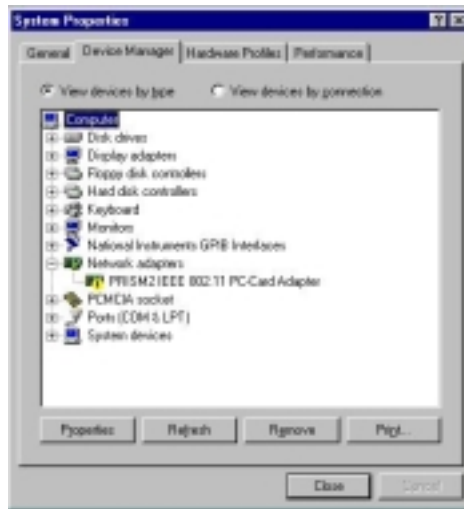 System Properties
General Device Manager Hardware Profiles Performance
View devices by type View devices by connection
Computer
Disk drives
Display adapters
Floppy disk controllers
Hard disk controllers
Keyboard
Monitors
National Instruments GPIB Interfaces
Network adapters
PRISM2 IEEE 802.11 PC-Card Adapter
PCMCIA socket
Ports (COM & LPT)
System devices
Properties Refresh Remove Print...
Close Cancel